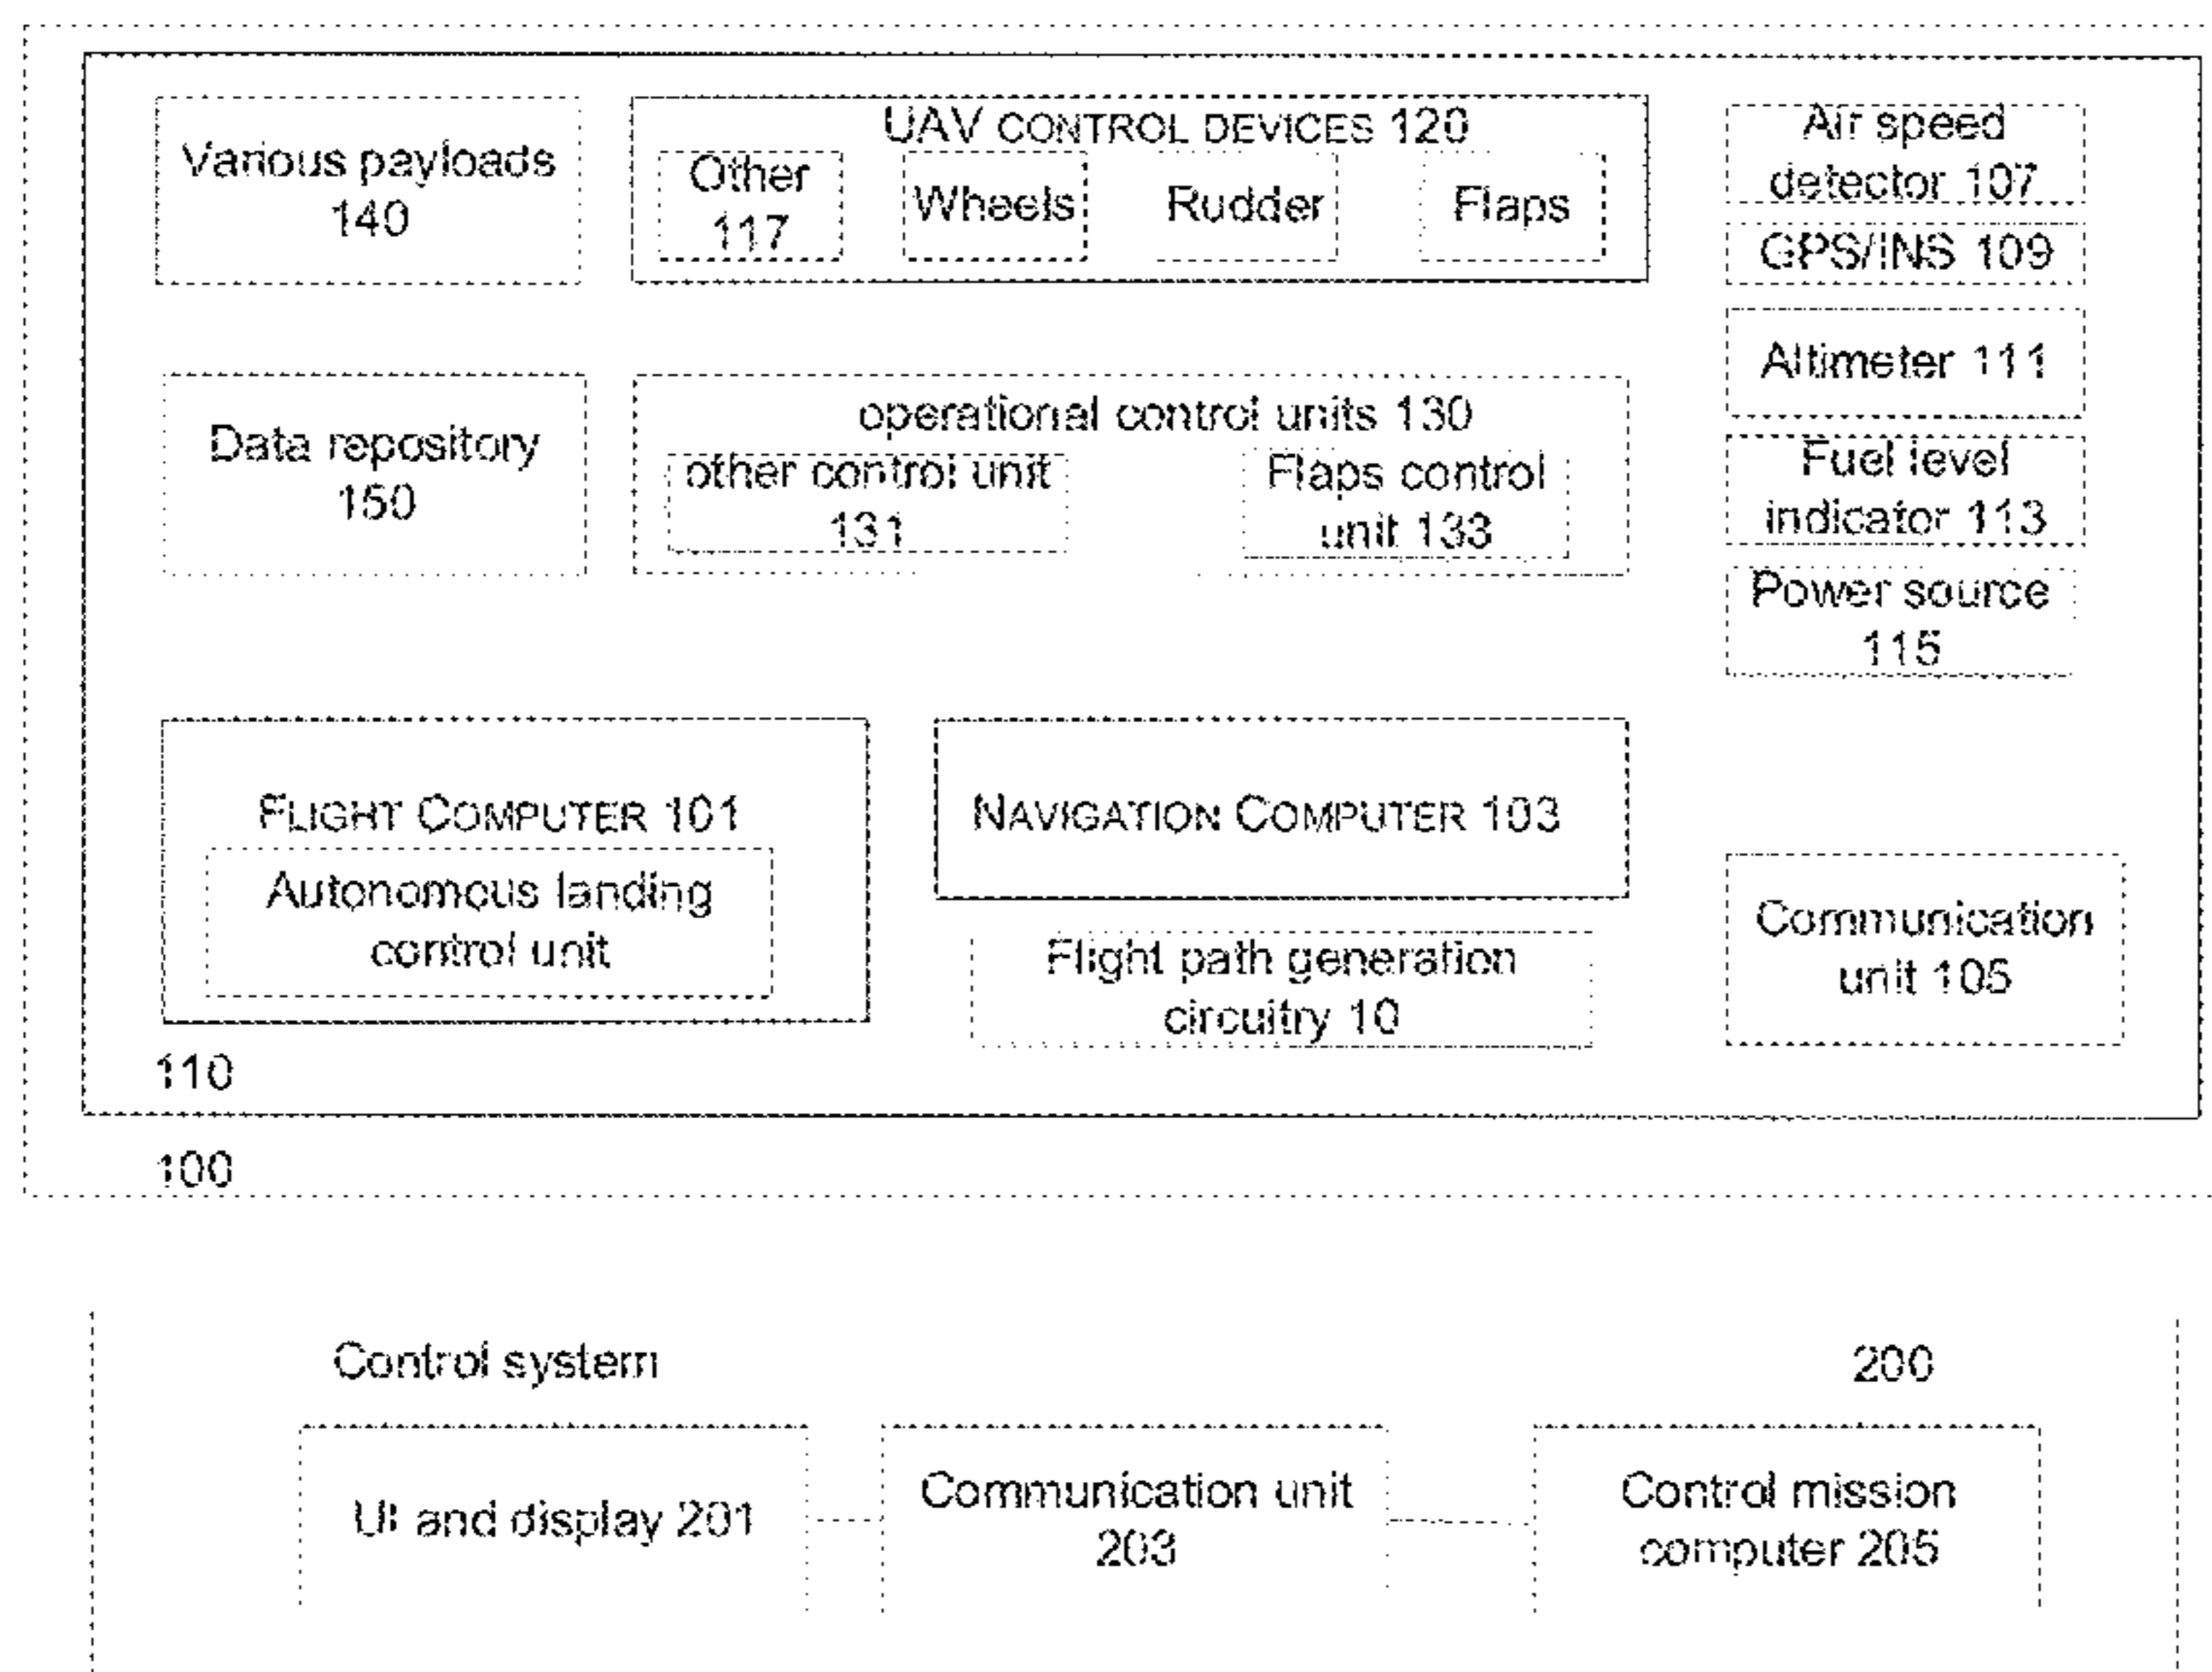 Various payloads
140
UAV CONTROL DEVICES 120
Other
117
Wheels
Rudder
Flaps
Air speed
detector 107
GPS/INS 109
Altimeter 111
Fuel level
indicator 113
Power source
115
Data repository
150
operational control units 130
other control unit
131
Flaps control
unit 133
FLIGHT COMPUTER 101
Autonomous landing
control unit
NAVIGATION COMPUTER 103
Flight path generation
circuitry 10
Communication
unit 105
110
100
Control system
200
UI and display 201
Communication unit
203
Control mission
computer 205